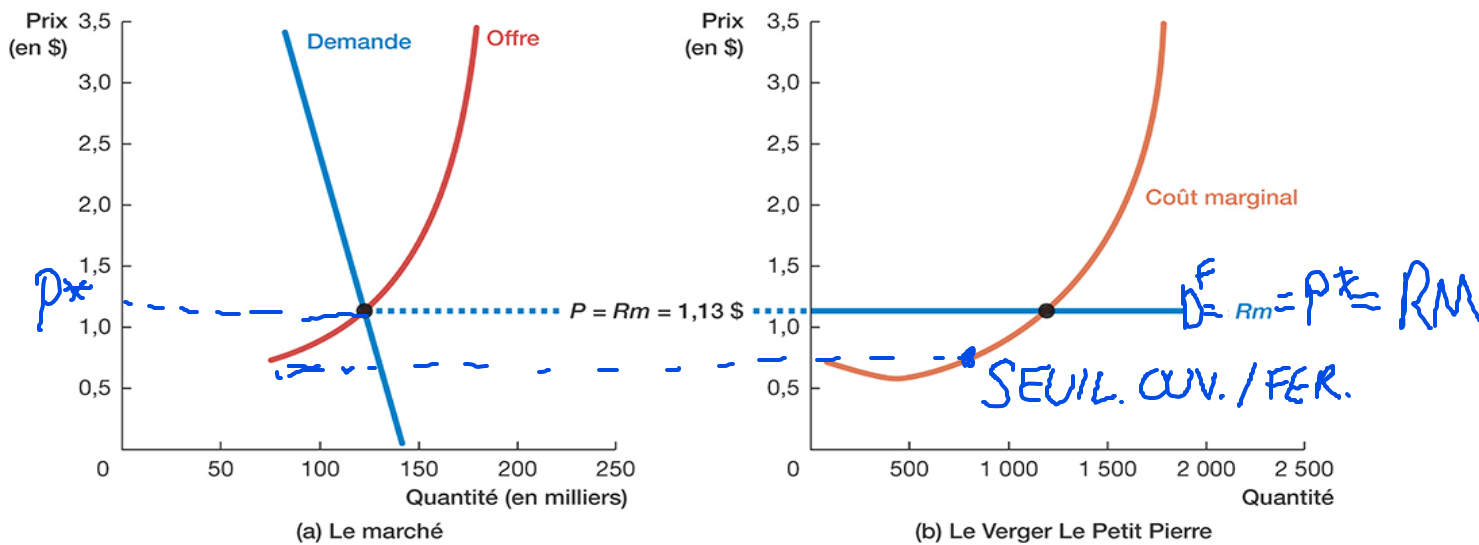 Prix
(en $)
3,5
3,0
2,5
2,0
1,5
1,0
0,5
0
50
100
150
200
250
Demande
Offre
P*
Quantité (en milliers)
(a) Le marché
P = Rm = 1,13 $
Prix
(en $)
3,5
3,0
2,5
2,0
1,5
1,0
0,5
0
500
1 000
1 500
2 000
2 500
Coût marginal
D^F = Rm = P* = RM
SEUIL. OUV. / FER.
Quantité
(b) Le Verger Le Petit Pierre